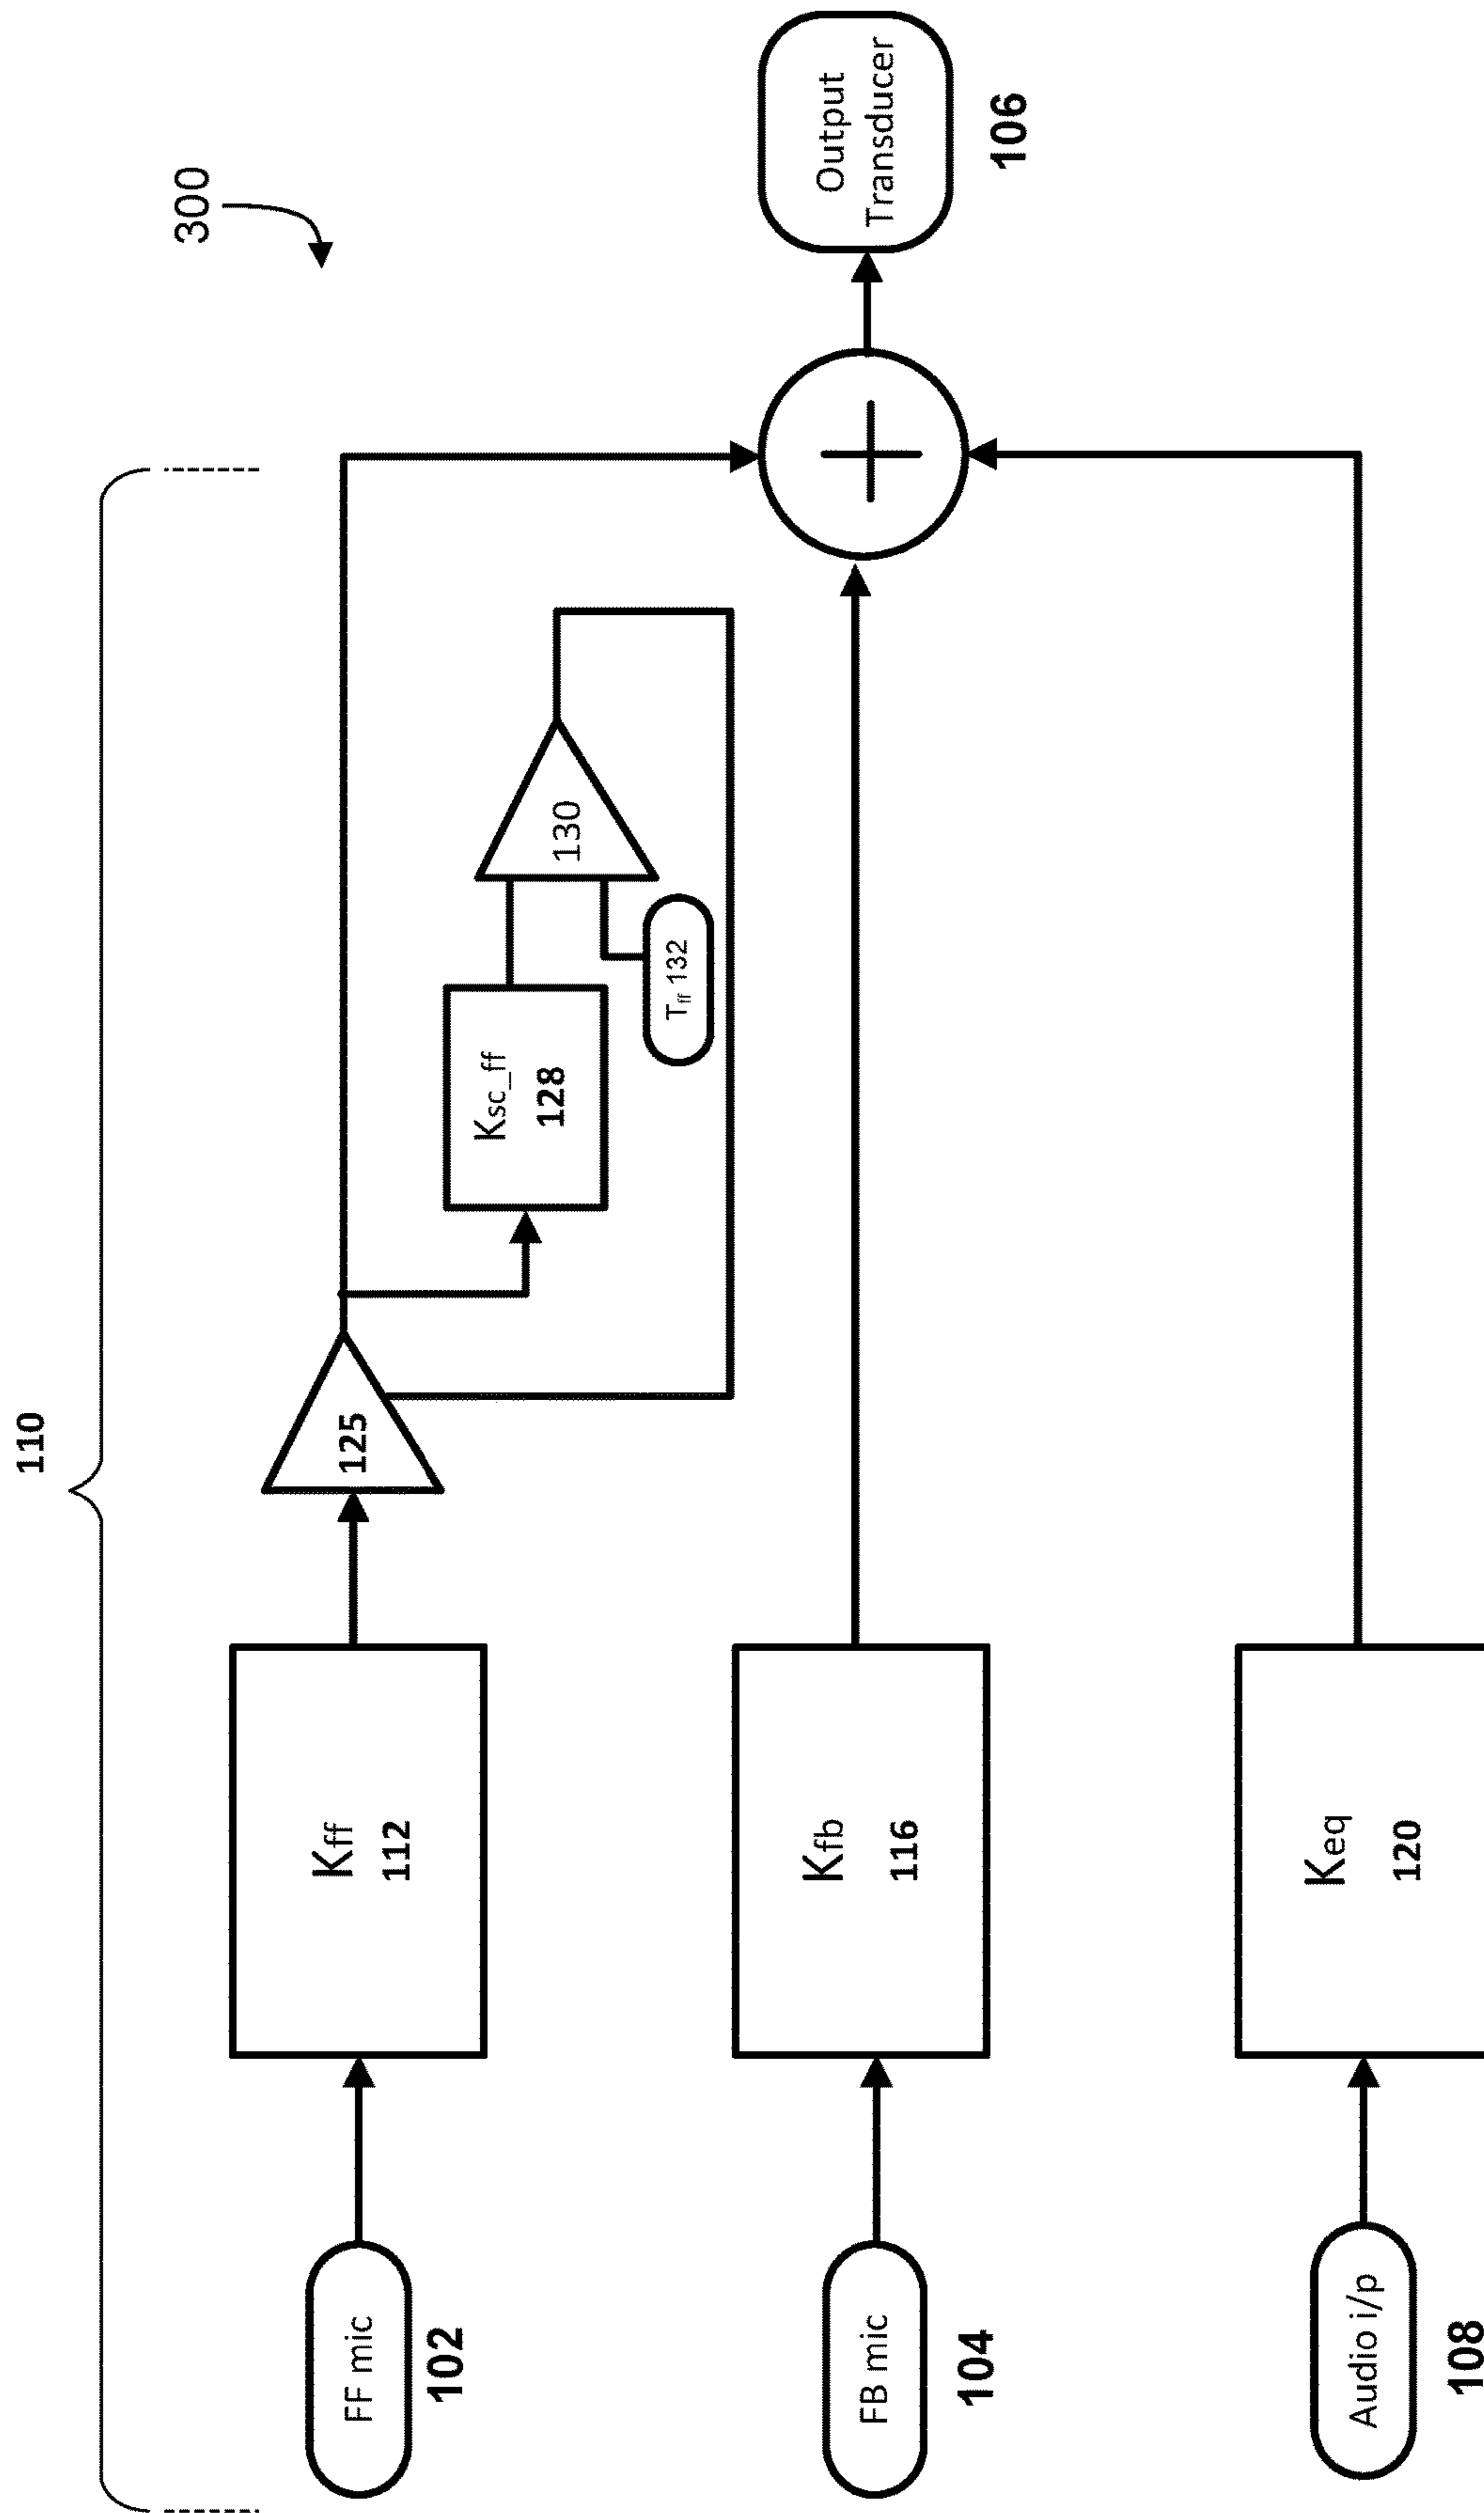 110
300
FF mic
102
Kff
112
125
Ksc_ff
128
Tff 132
130
FB mic
104
Kfb
116
+
Output
Transducer
106
Audio i/p
108
Keq
120